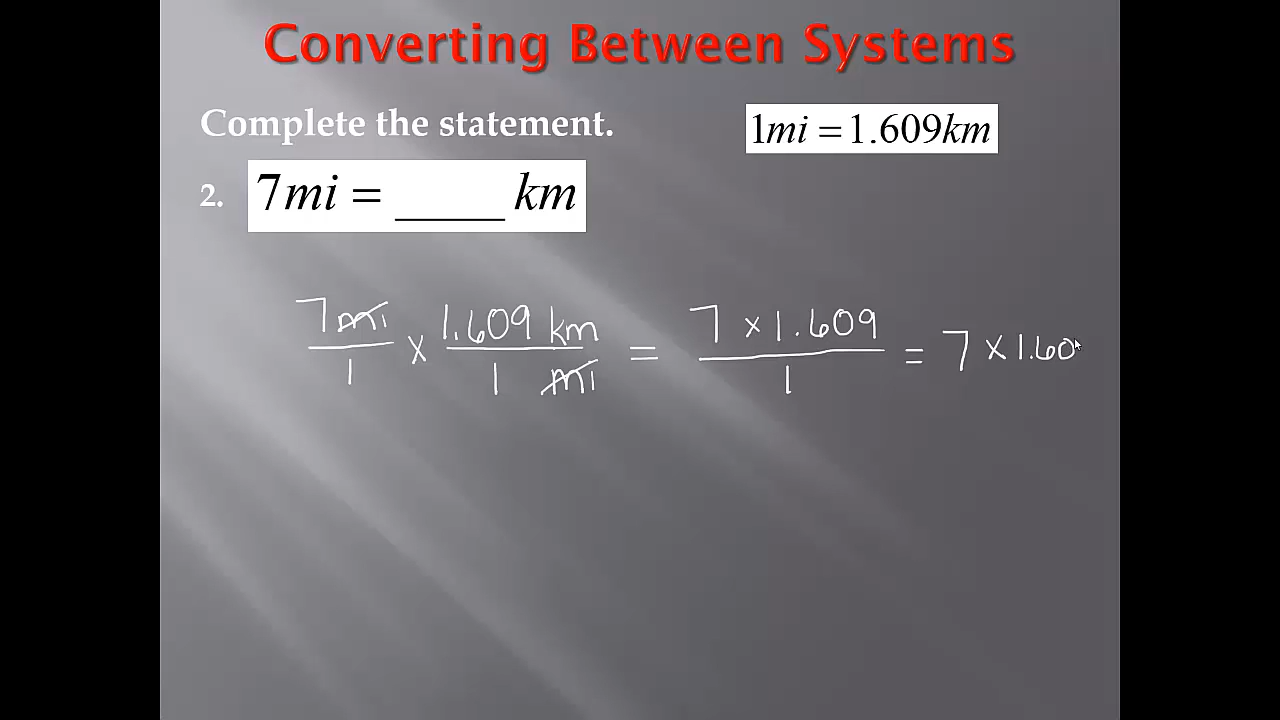 Converting Between Systems
Complete the statement.
1mi = 1.609km
2. 7mi = ____ km
7mi/1 × 1.609 km/1 mi = 7 × 1.609/1 = 7 × 1.60